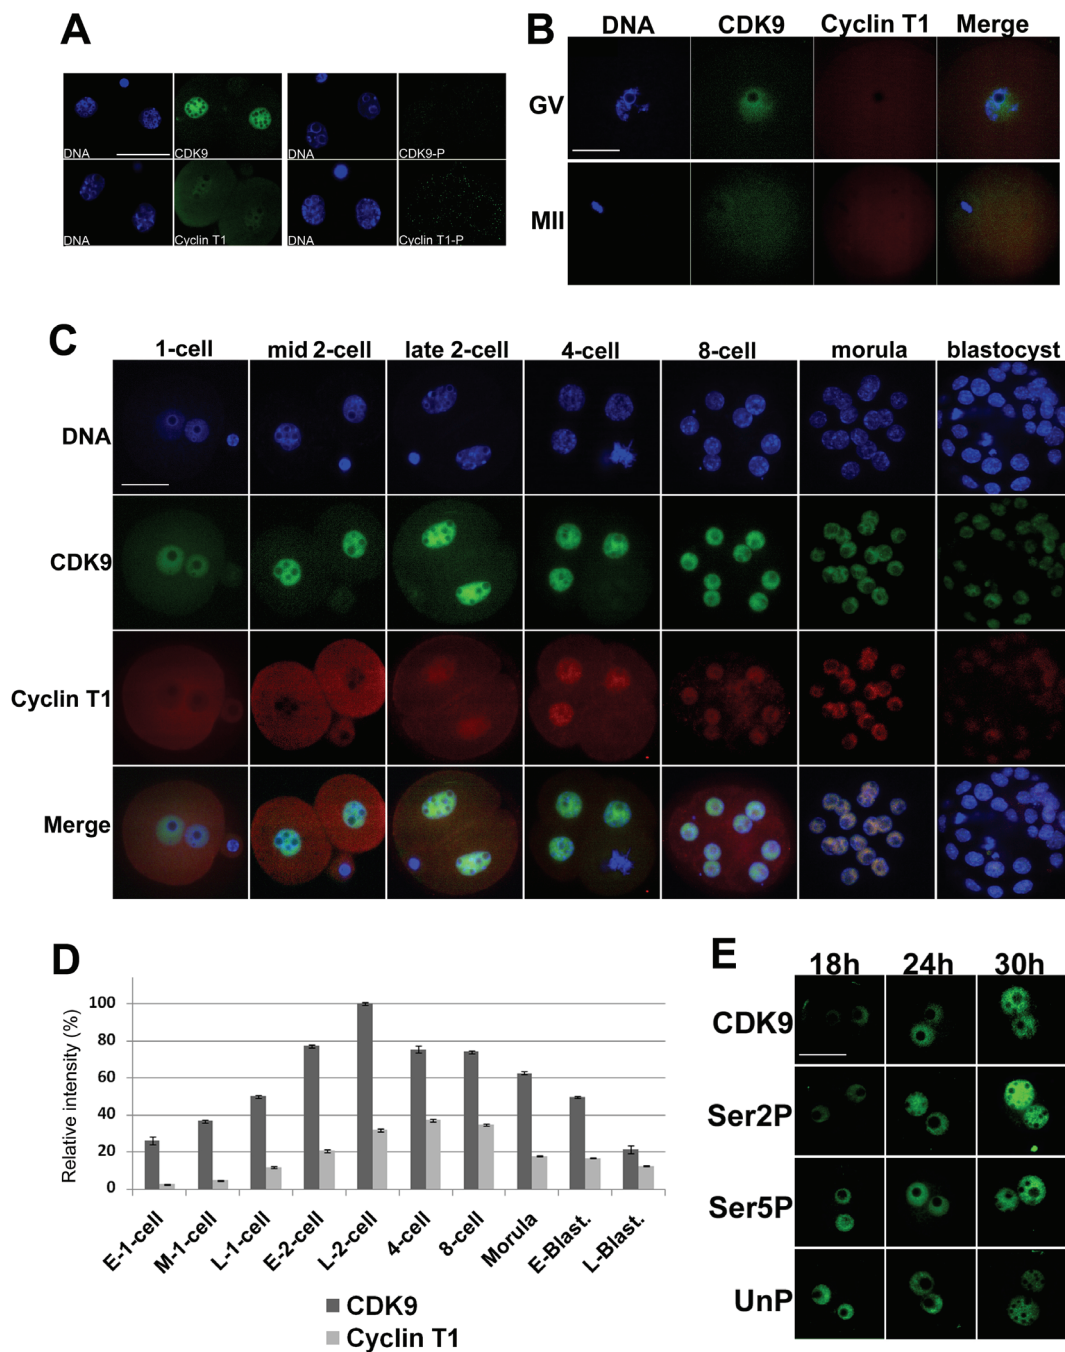 A
DNA
CDK9
DNA
CDK9-P
DNA
Cyclin T1
DNA
Cyclin T1-P
B
DNA CDK9 Cyclin T1 Merge
GV
MII
C
1-cell mid 2-cell late 2-cell 4-cell 8-cell morula blastocyst
DNA
CDK9
Cyclin T1
Merge
D
Relative intensity (%)
100
80
60
40
20
0
E-1-cell
M-1-cell
L-1-cell
E-2-cell
L-2-cell
4-cell
8-cell
Morula
E-Blast.
L-Blast.
CDK9
Cyclin T1
E
18h 24h 30h
CDK9
Ser2P
Ser5P
UnP